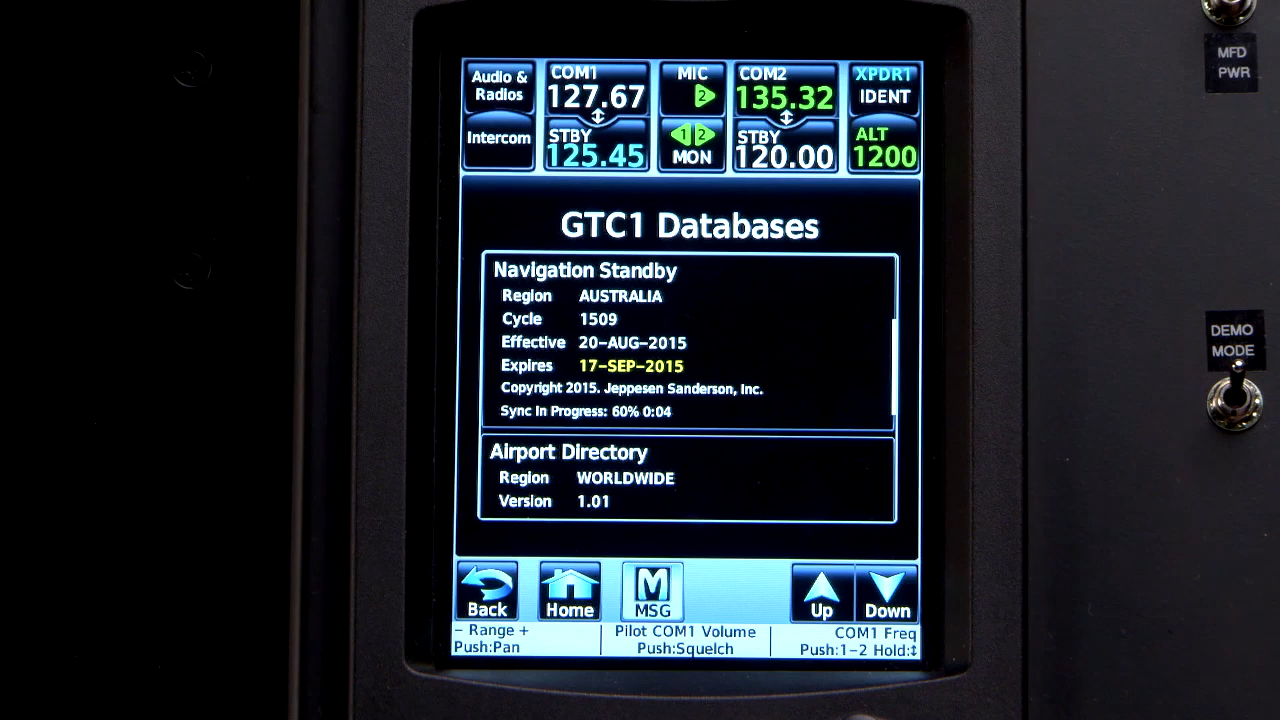 Audio &
Radios
Intercom
COM1
127.67
STBY
125.45
MIC
2
1 2
MON
COM2
135.32
STBY
120.00
XPDR1
IDENT
ALT
1200
GTC1 Databases
Navigation Standby
Region AUSTRALIA
Cycle 1509
Effective 20-AUG-2015
Expires 17-SEP-2015
Copyright 2015. Jeppesen Sanderson, Inc.
Sync In Progress: 60% 0:04
Airport Directory
Region WORLDWIDE
Version 1.01
Back
Home
M
MSG
Up
Down
- Range +
Push:Pan
Pilot COM1 Volume
Push:Squelch
COM1 Freq
Push:1-2 Hold:↕
MFD
PWR
DEMO
MODE